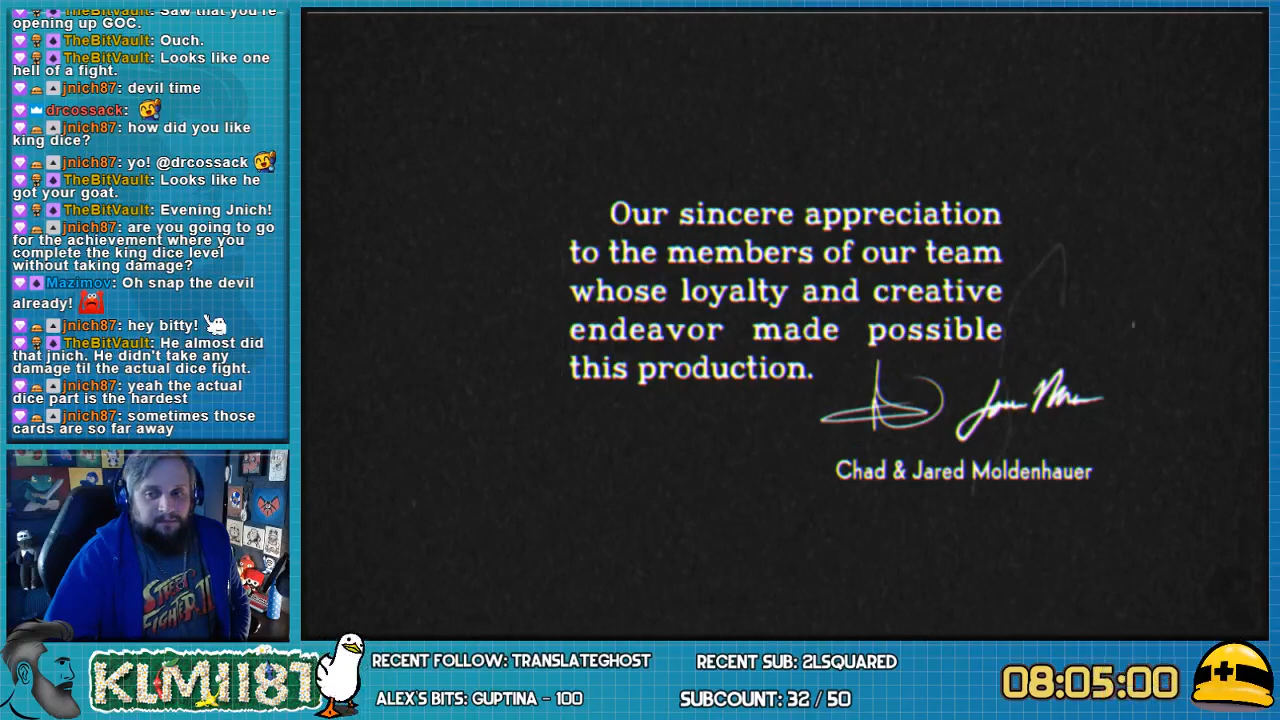 TheBitVault: Saw that you're
opening up GOC.
TheBitVault: Ouch.
TheBitVault: Looks like one
hell of a fight.
jnich87: devil time
drcossack:
jnich87: how did you like
king dice?
jnich87: yo! @drcossack
TheBitVault: Looks like he
got your goat.
TheBitVault: Evening Jnich!
jnich87: are you going to go
for the achievement where you
complete the king dice level
without taking damage?
Mazimov: Oh snap the devil
already!
jnich87: hey bitty!
TheBitVault: He almost did
that jnich. He didn't take any
damage til the actual dice fight.
jnich87: yeah the actual
dice part is the hardest
jnich87: sometimes those
cards are so far away
Our sincere appreciation
to the members of our team
whose loyalty and creative
endeavor made possible
this production.
Chad & Jared Moldenhauer
STREET
FIGHTER II
KLM1187
RECENT FOLLOW: TRANSLATEGHOST
RECENT SUB: 2LSQUARED
ALEX'S BITS: GUPTINA - 100
SUBCOUNT: 32 / 50
08:05:00